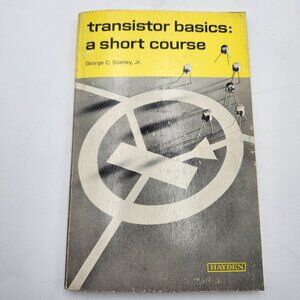 transistor basics:
a short course
George C. Stanley, Jr.
HAYDEN